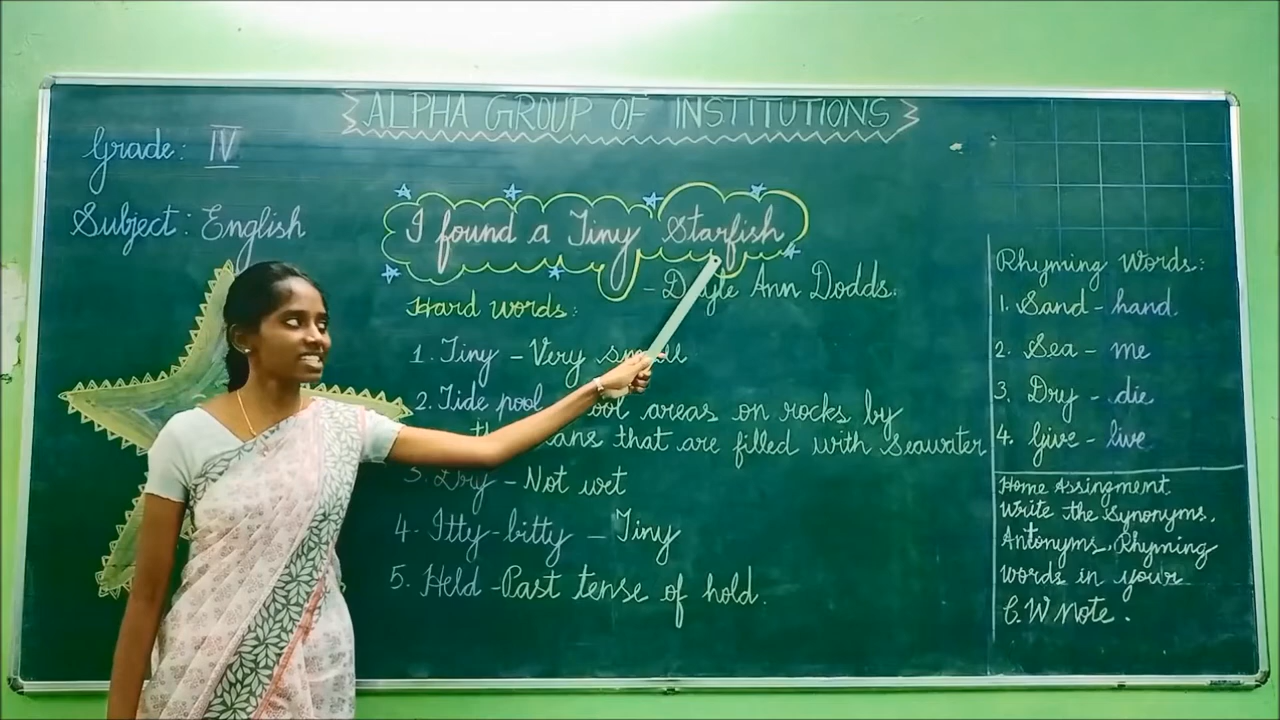 ALPHA GROUP OF INSTITUTIONS
Grade: IV
Subject: English
I found a Tiny Starfish
- Dayle Ann Dodds.
Hard words:
1. Tiny - Very small
2. Tide pool areas on rocks by
that are filled with Seawater
3. Dry - Not wet
4. Itty-bitty - Tiny
5. Held - Past tense of hold.
Rhyming Words:
1. Sand - hand.
2. Sea - me
3. Dry - die
4. Give - live
Home Assingment.
Write the Synonyms,
Antonyms, Rhyming
words in your
C.W Note.